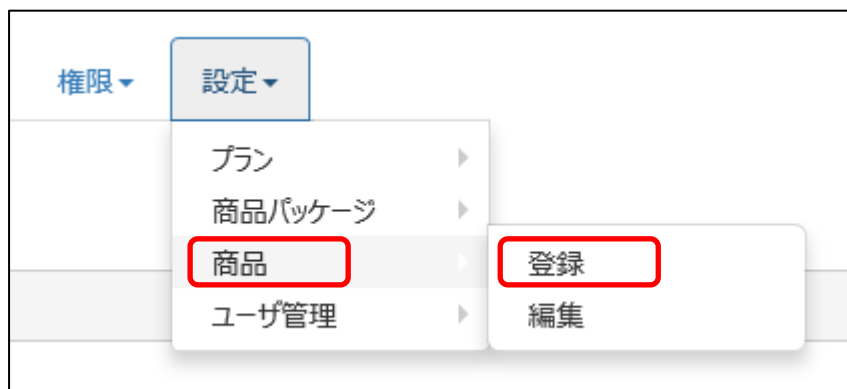 権限
設定
プラン
商品パッケージ
商品
登録
ユーザ管理
編集